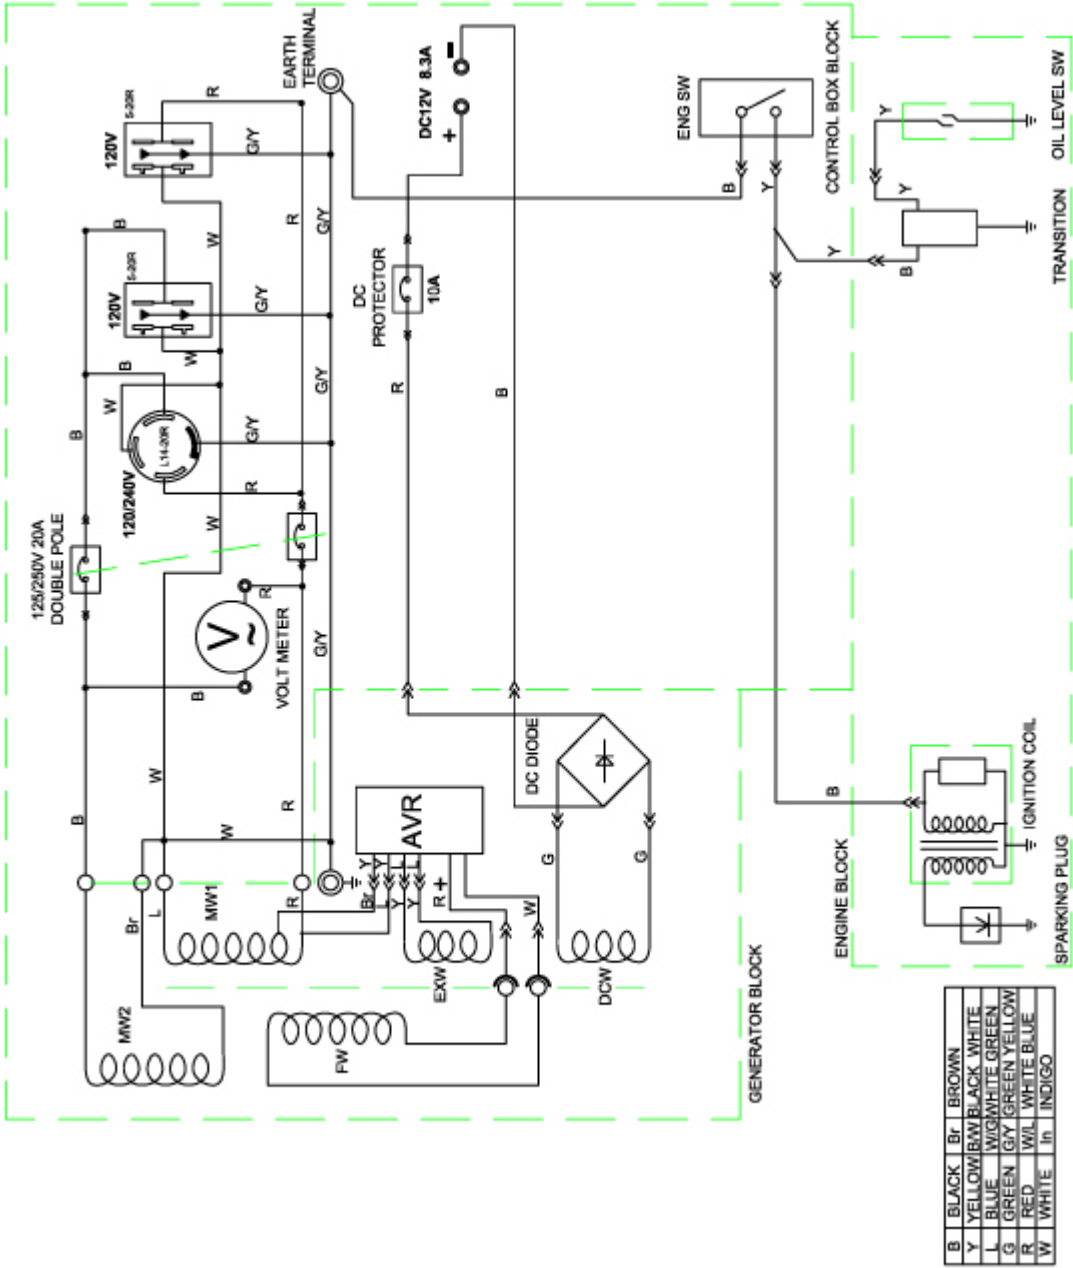 125/250V 20A
DOUBLE POLE
120/240V
L14-20R
120V
5-20R
120V
5-20R
EARTH
TERMINAL
DC12V 8.3A
+
-
ENG SW
CONTROL BOX BLOCK
OIL LEVEL SW
TRANSITION
DC
PROTECTOR
10A
V
~
VOLT METER
DC DIODE
AVR
MW1
MW2
EXW
FW
DCW
GENERATOR BLOCK
ENGINE BLOCK
IGNITION COIL
SPARKING PLUG
B
B
B
B
B
B
W
W
W
W
W
W
R
R
R
R
R
G/Y
G/Y
G/Y
G/Y
G/Y
G/Y
R
B
B
Y
Y
B
Y
Y
B
Br
L
R
Y
Y
L
L
Br
L
Y
Y
R +
W
G
G
B BLACK Br BROWN
Y YELLOW B/W BLACK WHITE
L BLUE W/G WHITE GREEN
G GREEN G/Y GREEN YELLOW
R RED W/L WHITE BLUE
W WHITE In INDIGO